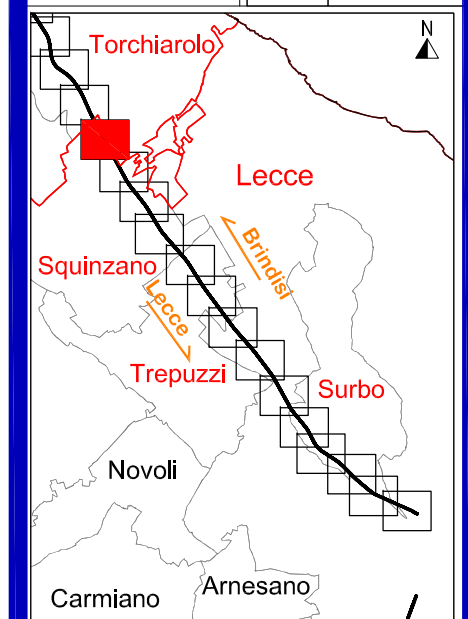 N
Torchiarolo
Lecce
Brindisi
Squinzano
Lecce
Trepuzzi
Surbo
Novoli
Arnesano
Carmiano